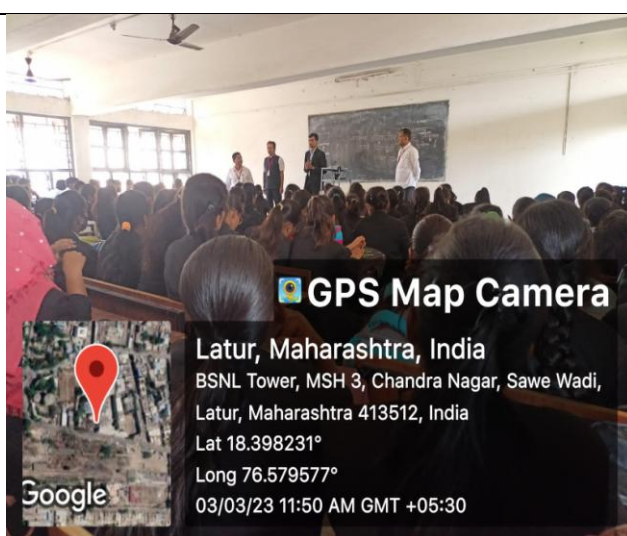 GPS Map Camera
Latur, Maharashtra, India
BSNL Tower, MSH 3, Chandra Nagar, Sawe Wadi,
Latur, Maharashtra 413512, India
Lat 18.398231°
Long 76.579577°
03/03/23 11:50 AM GMT +05:30
Google